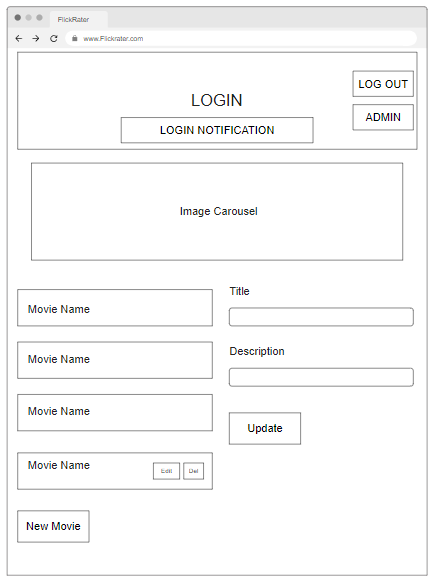 FlickRater
www.Flickrater.com
LOG OUT
LOGIN
ADMIN
LOGIN NOTIFICATION
Image Carousel
Title
Movie Name
Description
Movie Name
Movie Name
Update
Movie Name
Edit
Del
New Movie